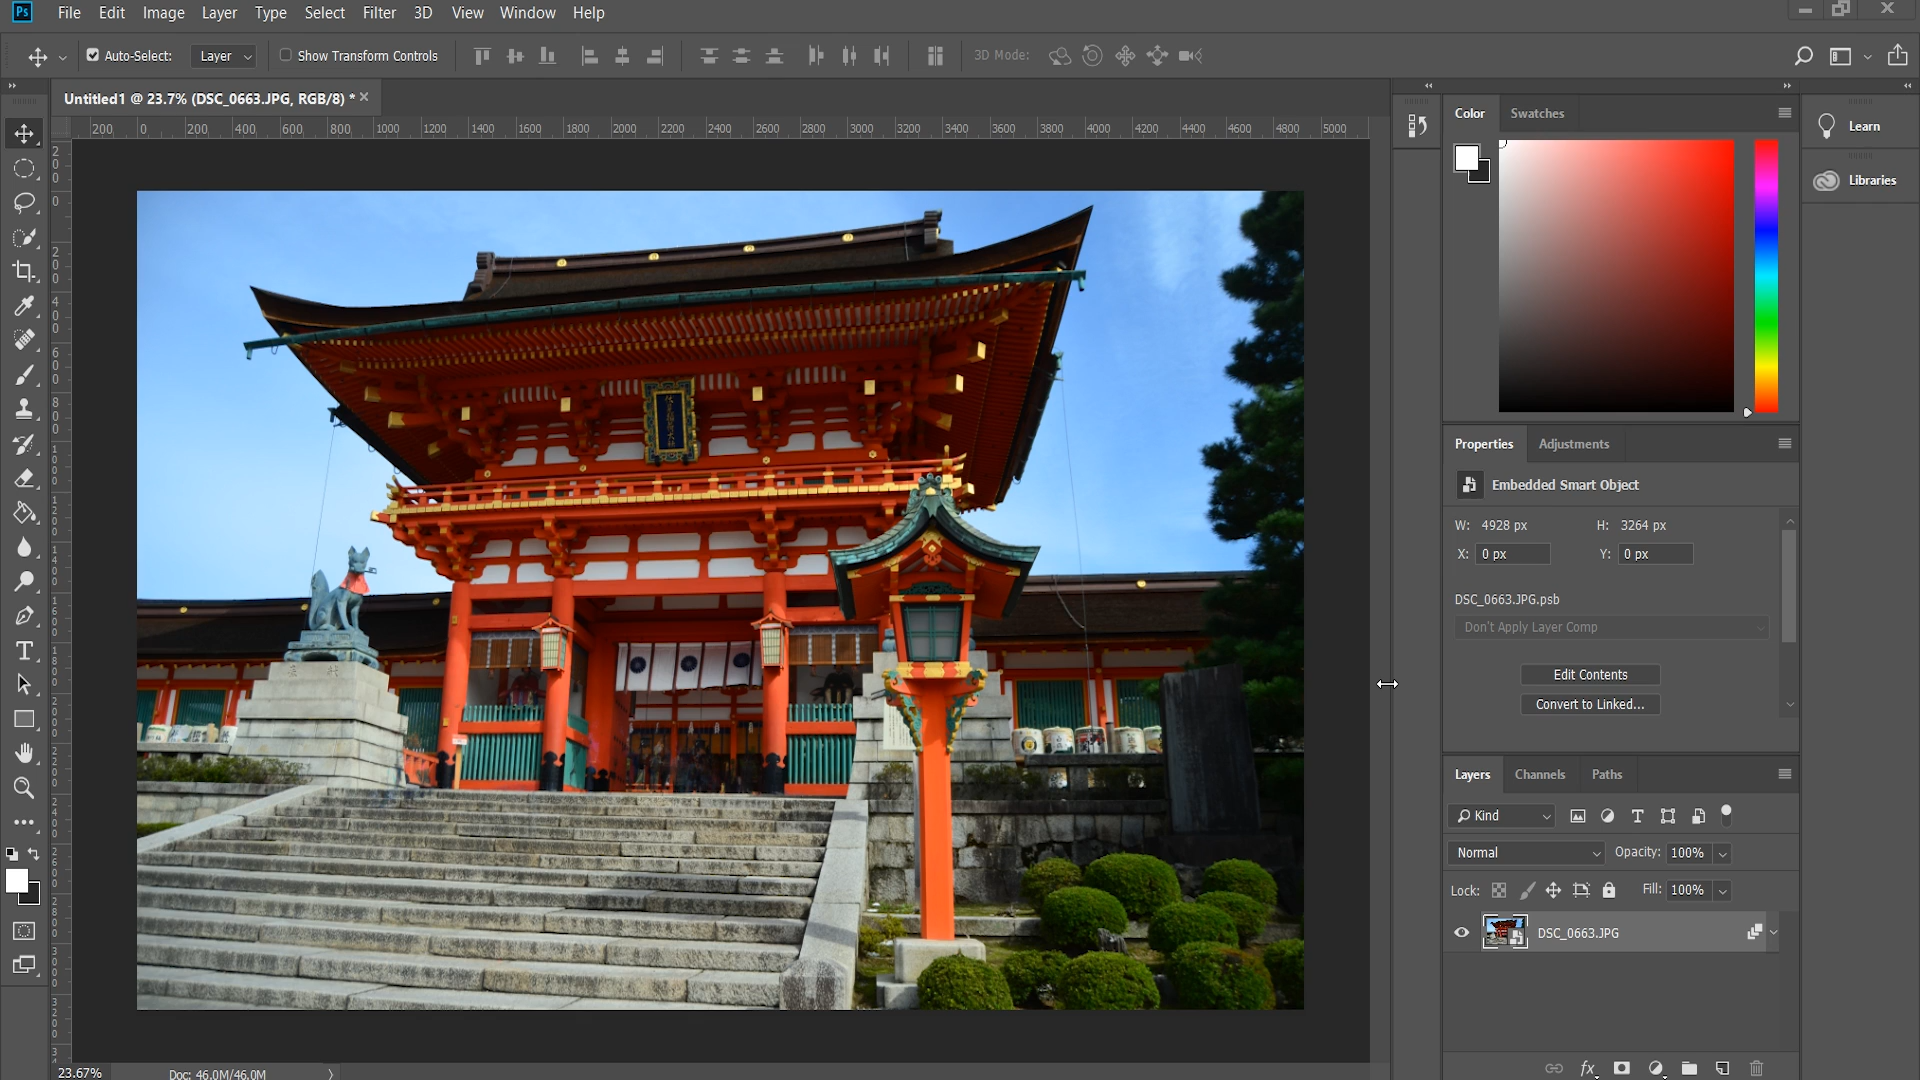 Ps File Edit Image Layer Type Select Filter 3D View Window Help
Auto-Select: Layer Show Transform Controls 3D Mode:
Untitled1 @ 23.7% (DSC_0663.JPG, RGB/8) *
200 0 200 400 600 800 1000 1200 1400 1600 1800 2000 2200 2400 2600 2800 3000 3200 3400 3600 3800 4000 4200 4400 4600 4800 5000
Color Swatches
Learn
Libraries
Properties Adjustments
Embedded Smart Object
W: 4928 px H: 3264 px
X: 0 px Y: 0 px
DSC_0663.JPG.psb
Don't Apply Layer Comp
Edit Contents
Convert to Linked...
Layers Channels Paths
Kind
Normal Opacity: 100%
Lock: Fill: 100%
DSC_0663.JPG
fx
23.67% Doc: 46.0M/46.0M